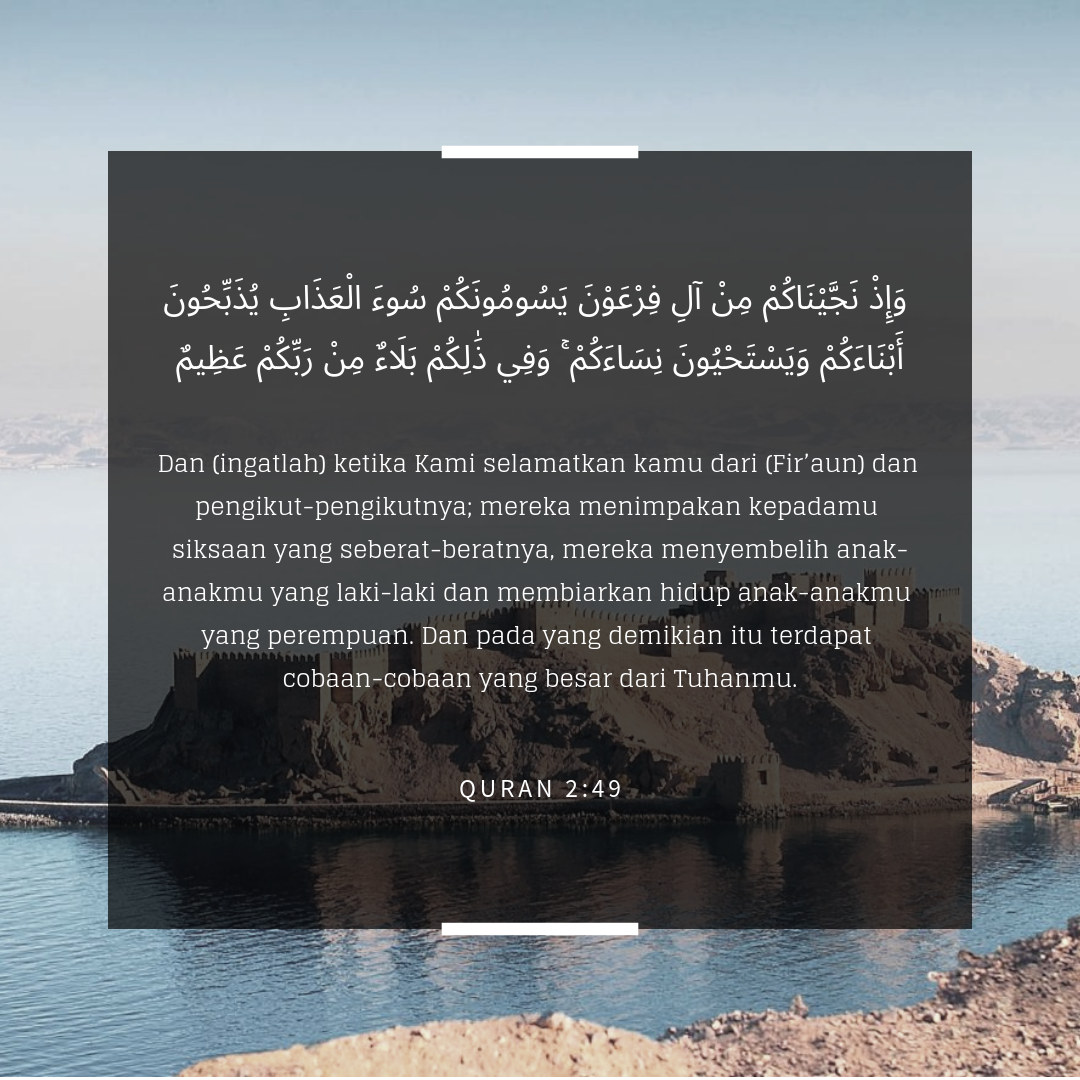 وَإِذْ نَجَّيْنَاكُمْ مِنْ آلِ فِرْعَوْنَ يَسُومُونَكُمْ سُوءَ الْعَذَابِ يُذَبِّحُونَ
أَبْنَاءَكُمْ وَيَسْتَحْيُونَ نِسَاءَكُمْ ۚ وَفِي ذَٰلِكُمْ بَلَاءٌ مِنْ رَبِّكُمْ عَظِيمٌ
Dan (ingatlah) ketika Kami selamatkan kamu dari (Fir’aun) dan
pengikut-pengikutnya; mereka menimpakan kepadamu
siksaan yang seberat-beratnya, mereka menyembelih anak-
anakmu yang laki-laki dan membiarkan hidup anak-anakmu
yang perempuan. Dan pada yang demikian itu terdapat
cobaan-cobaan yang besar dari Tuhanmu.
QURAN 2:49